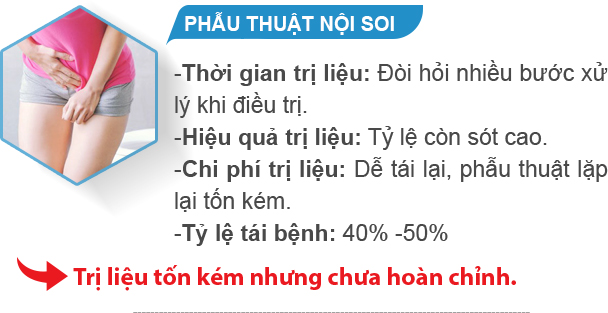 PHẪU THUẬT NỘI SOI
-Thời gian trị liệu: Đòi hỏi nhiều bước xử
lý khi điều trị.
-Hiệu quả trị liệu: Tỷ lệ còn sót cao.
-Chi phí trị liệu: Dễ tái lại, phẫu thuật lặp
lại tốn kém.
-Tỷ lệ tái bệnh: 40% -50%
Trị liệu tốn kém nhưng chưa hoàn chỉnh.